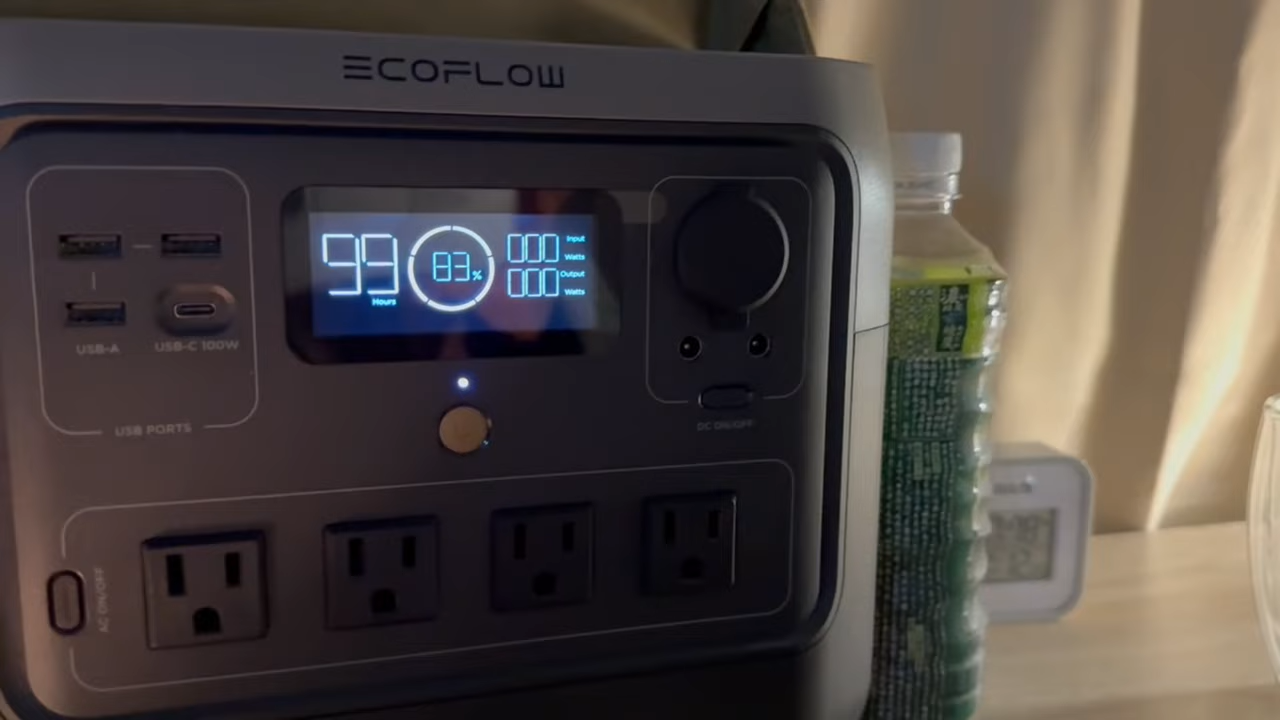 ECOFLOW
99
Hours
83%
000 Input
Watts
000 Output
Watts
USB-A
USB-C 100W
USB PORTS
DC ON/OFF
AC ON/OFF